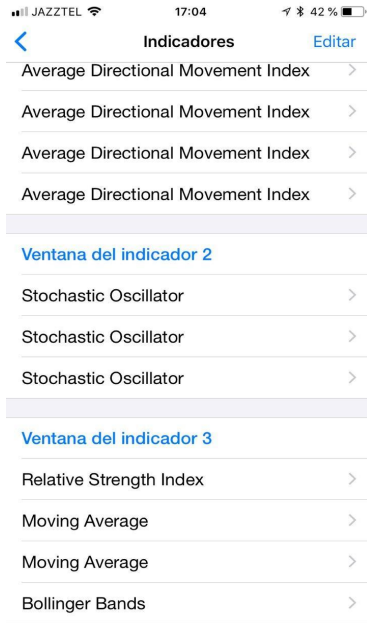 JAZZTEL 17:04 42 %
Indicadores Editar
Average Directional Movement Index
Average Directional Movement Index
Average Directional Movement Index
Average Directional Movement Index
Ventana del indicador 2
Stochastic Oscillator
Stochastic Oscillator
Stochastic Oscillator
Ventana del indicador 3
Relative Strength Index
Moving Average
Moving Average
Bollinger Bands